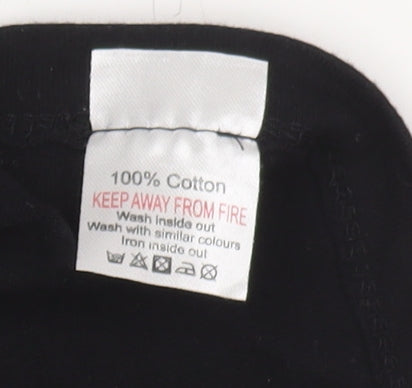 100% Cotton
KEEP AWAY FROM FIRE
Wash inside out
Wash with similar colours
Iron inside out